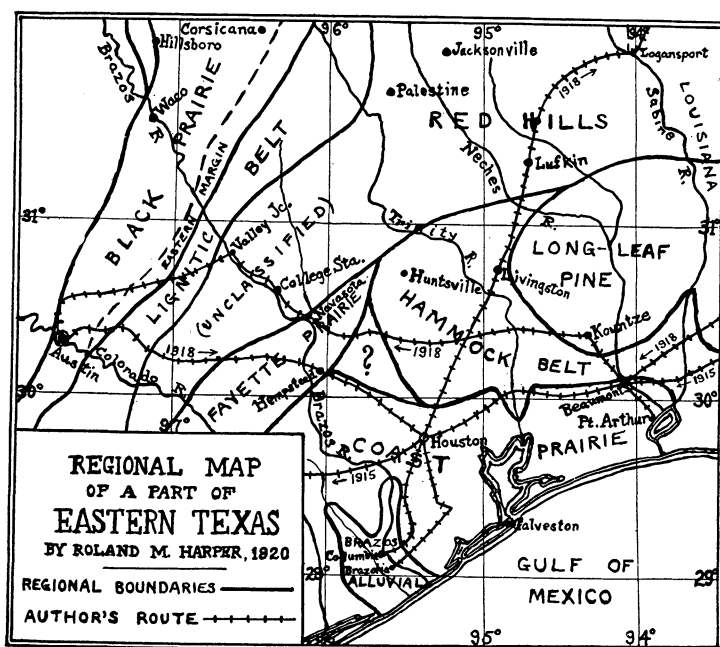 96°
95°
94°
Corsicana
Hillsboro
Jacksonville
Logansport
Brazos
R.
Waco
Palestine
1918
Sabine
R.
LOUISIANA
RED HILLS
BLACK PRAIRIE
EASTERN MARGIN
LIGNITIC BELT
(UNCLASSIFIED)
Neches
R.
Lufkin
31°
31°
Trinity R.
Valley Jc.
College Sta.
LONG-LEAF
PINE
Huntsville
Livingston
Navasota
HAMMOCK
BELT
Kountze
Austin
Colorado
R.
1918
1918
1918
1915
FAYETTE PRAIRIE
?
Hempstead
Beaumont
30°
30°
97°
Pt. Arthur
Brazos
R.
Houston
COAST
PRAIRIE
1915
Galveston
BRAZOS
Columbia
Brazoria
ALLUVIAL
29°
29°
GULF OF
MEXICO
95°
94°
REGIONAL MAP
OF A PART OF
EASTERN TEXAS
BY ROLAND M. HARPER, 1920
REGIONAL BOUNDARIES
AUTHOR'S ROUTE